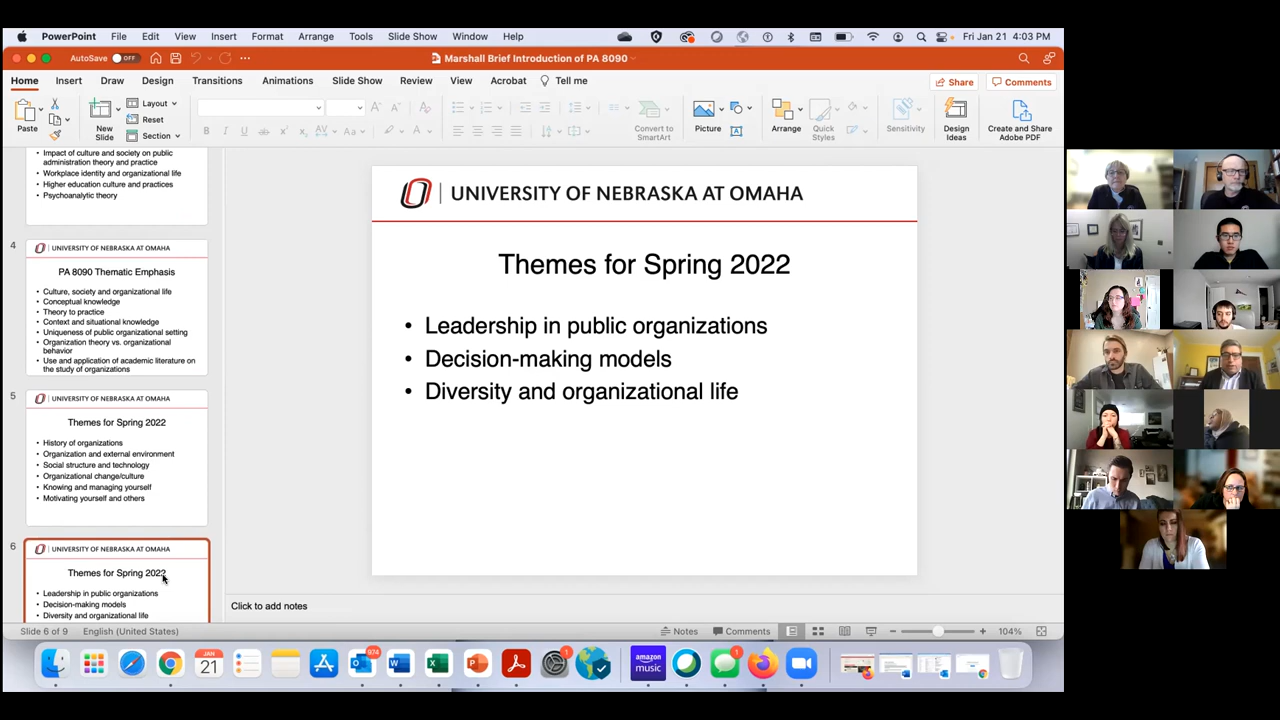 PowerPoint File Edit View Insert Format Arrange Tools Slide Show Window Help Fri Jan 21 4:03 PM
AutoSave OFF Marshall Brief Introduction of PA 8090
Home Insert Draw Design Transitions Animations Slide Show Review View Acrobat Tell me Share Comments
Paste
New Slide
Layout
Reset
Section
Convert to SmartArt
Picture
Arrange
Quick Styles
Sensitivity
Design Ideas
Create and Share Adobe PDF
• Impact of culture and society on public
administration theory and practice
• Workplace identity and organizational life
• Higher education culture and practices
• Psychoanalytic theory
4
UNIVERSITY OF NEBRASKA AT OMAHA
PA 8090 Thematic Emphasis
• Culture, society and organizational life
• Conceptual knowledge
• Theory to practice
• Context and situational knowledge
• Uniqueness of public organizational setting
• Organization theory vs. organizational
behavior
• Use and application of academic literature on
the study of organizations
5
UNIVERSITY OF NEBRASKA AT OMAHA
Themes for Spring 2022
• History of organizations
• Organization and external environment
• Social structure and technology
• Organizational change/culture
• Knowing and managing yourself
• Motivating yourself and others
6
UNIVERSITY OF NEBRASKA AT OMAHA
Themes for Spring 2022
• Leadership in public organizations
• Decision-making models
• Diversity and organizational life
UNIVERSITY OF NEBRASKA AT OMAHA
Themes for Spring 2022
• Leadership in public organizations
• Decision-making models
• Diversity and organizational life
Click to add notes
Slide 6 of 9 English (United States) Notes Comments 104%
JAN
21
974
1
amazon music
1